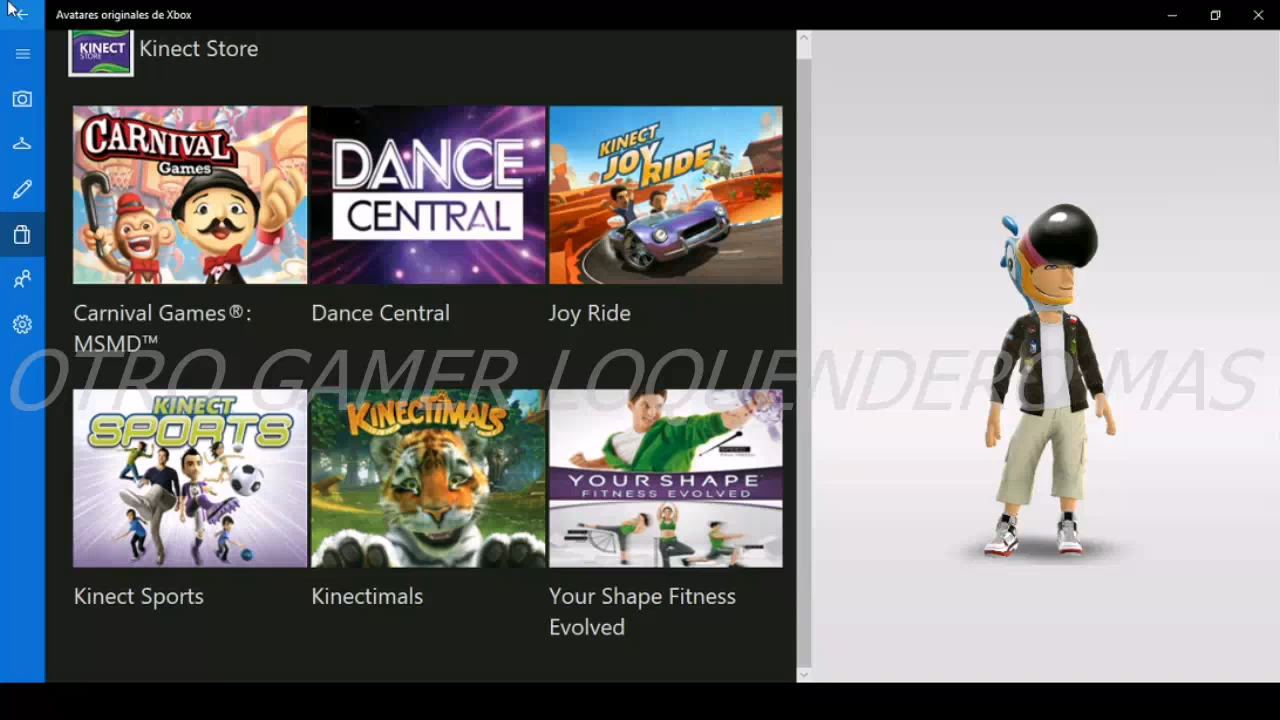 Avatares originales de Xbox
KINECT
STORE
Kinect Store
CARNIVAL
Games
DANCE
CENTRAL
KINECT
JOY
RIDE
Carnival Games®:
MSMD™
Dance Central
Joy Ride
OTRO GAMER LOQUENDERO MAS
KINECT
SPORTS
KINECTIMALS
YOUR SHAPE
FITNESS EVOLVED
Kinect Sports
Kinectimals
Your Shape Fitness
Evolved